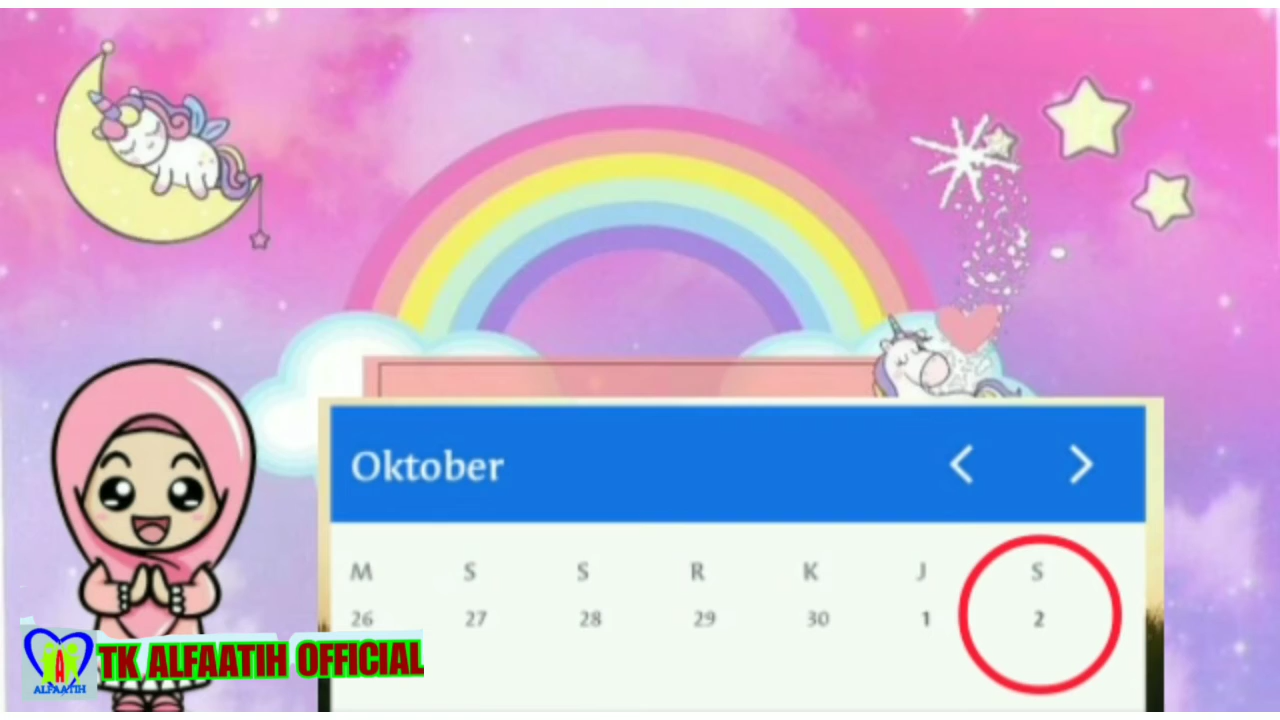 Oktober
M S S R K J S
26 27 28 29 30 1 2
TK ALFAATIH OFFICIAL
A
ALFAATIH